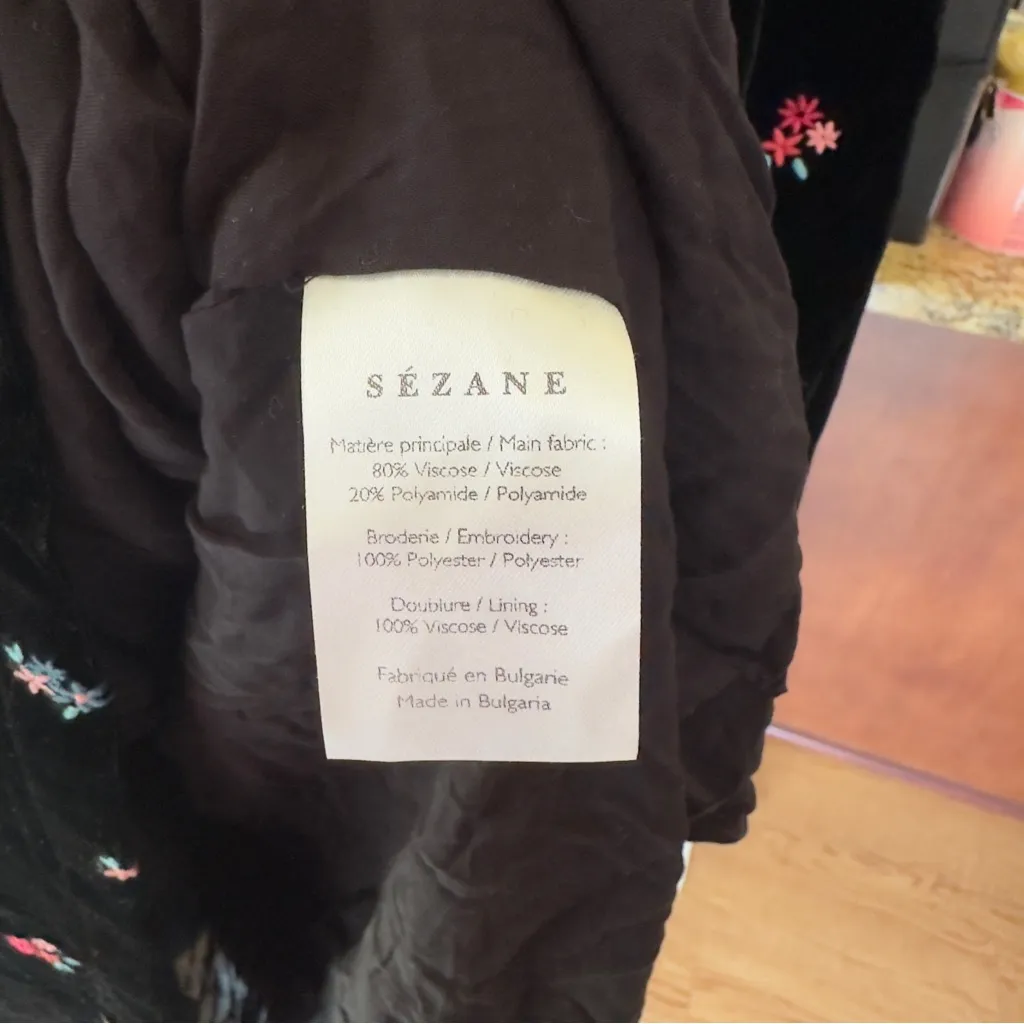 SÉZANE
Matière principale / Main fabric :
80% Viscose / Viscose
20% Polyamide / Polyamide
Broderie / Embroidery :
100% Polyester / Polyester
Doublure / Lining :
100% Viscose / Viscose
Fabriqué en Bulgarie
Made in Bulgaria